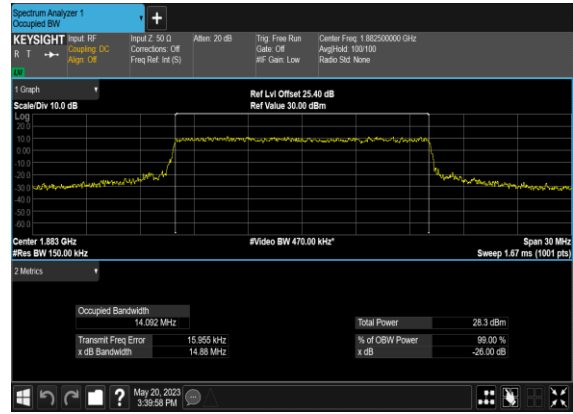 Spectrum Analyzer 1
Occupied BW
KEYSIGHT Input: RF Input Z: 50 Ω Atten: 20 dB Trig: Free Run Center Freq: 1.882500000 GHz
R T Coupling: DC Corrections: Off Gate: Off Avg|Hold: 100/100
Align: Off Freq Ref: Int (S) #IF Gain: Low Radio Std: None
LW
1 Graph
Ref Lvl Offset 25.40 dB
Scale/Div 10.0 dB Ref Value 30.00 dBm
Log
20.0
10.0
0.00
-10.0
-20.0
-30.0
-40.0
-50.0
-60.0
Center 1.883 GHz #Video BW 470.00 kHz* Span 30 MHz
#Res BW 150.00 kHz Sweep 1.67 ms (1001 pts)
2 Metrics
Occupied Bandwidth
14.092 MHz Total Power 28.3 dBm
Transmit Freq Error 15.955 kHz % of OBW Power 99.00 %
x dB Bandwidth 14.88 MHz x dB -26.00 dB
? May 20, 2023
3:39:58 PM